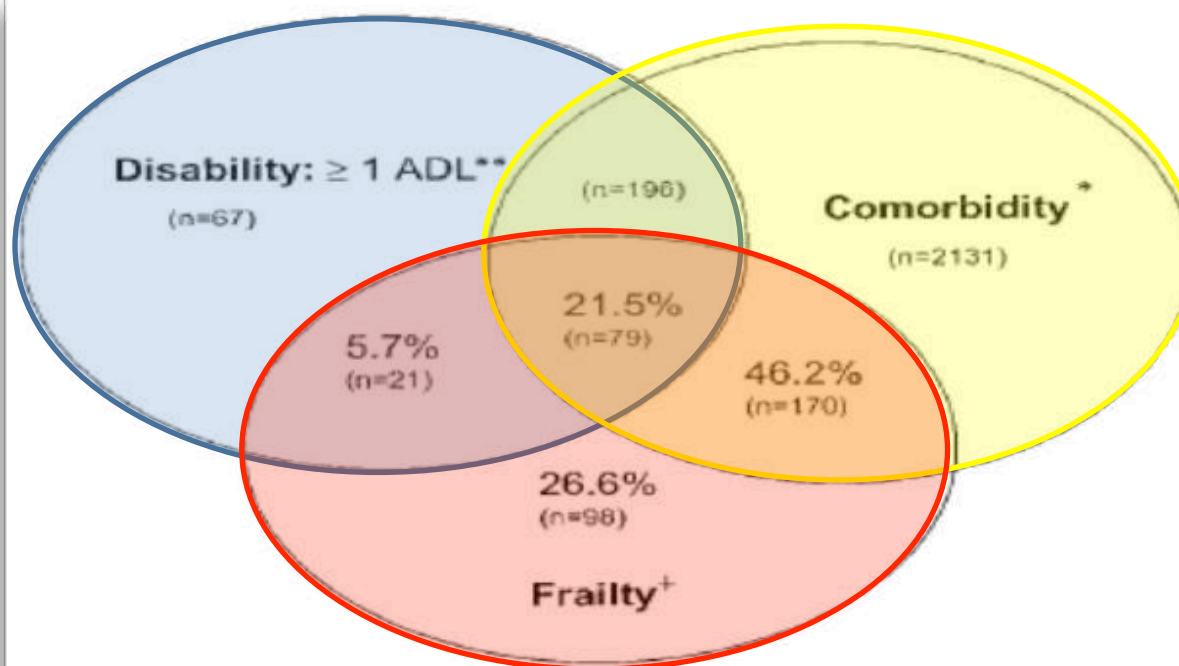 Disability: ≥ 1 ADL**
(n=67)
(n=196)
Comorbidity *
(n=2131)
21.5%
(n=79)
5.7%
(n=21)
46.2%
(n=170)
26.6%
(n=98)
Frailty+